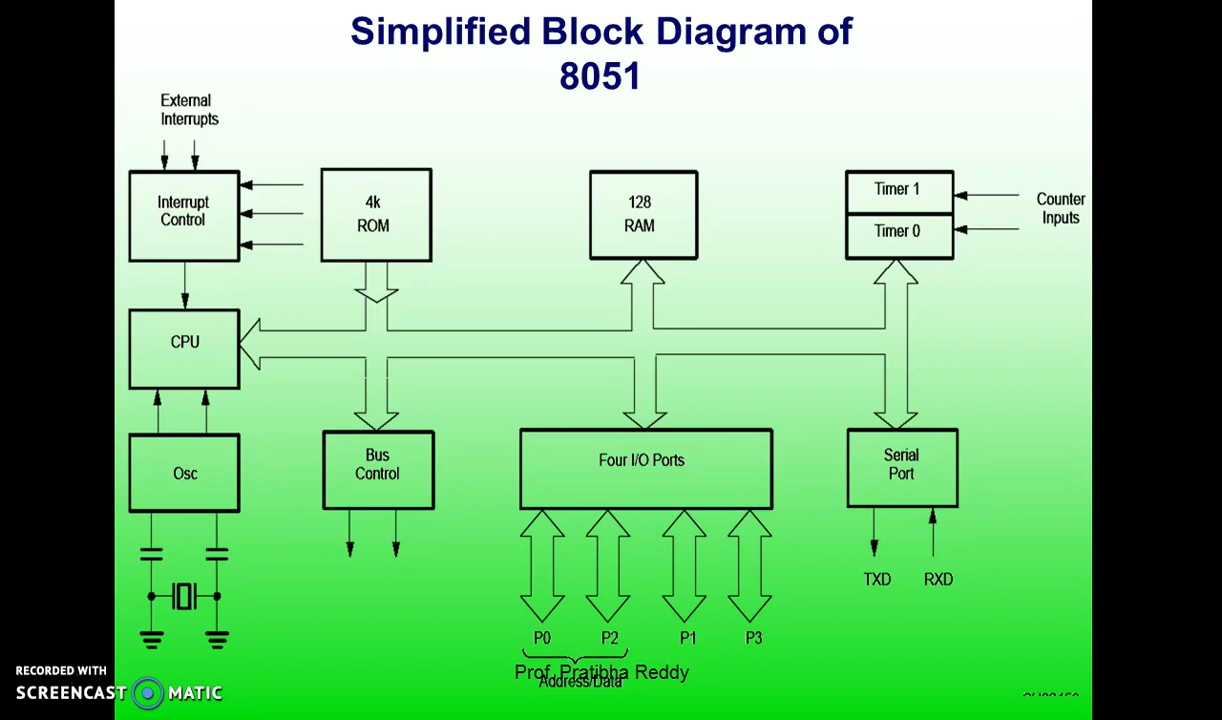 Simplified Block Diagram of
8051
External
Interrupts
Interrupt
Control
4k
ROM
128
RAM
Timer 1
Timer 0
Counter
Inputs
CPU
Osc
Bus
Control
Four I/O Ports
Serial
Port
TXD
RXD
P0
P2
P1
P3
Prof. Pratibha Reddy
Address/Data
RECORDED WITH
SCREENCAST MATIC